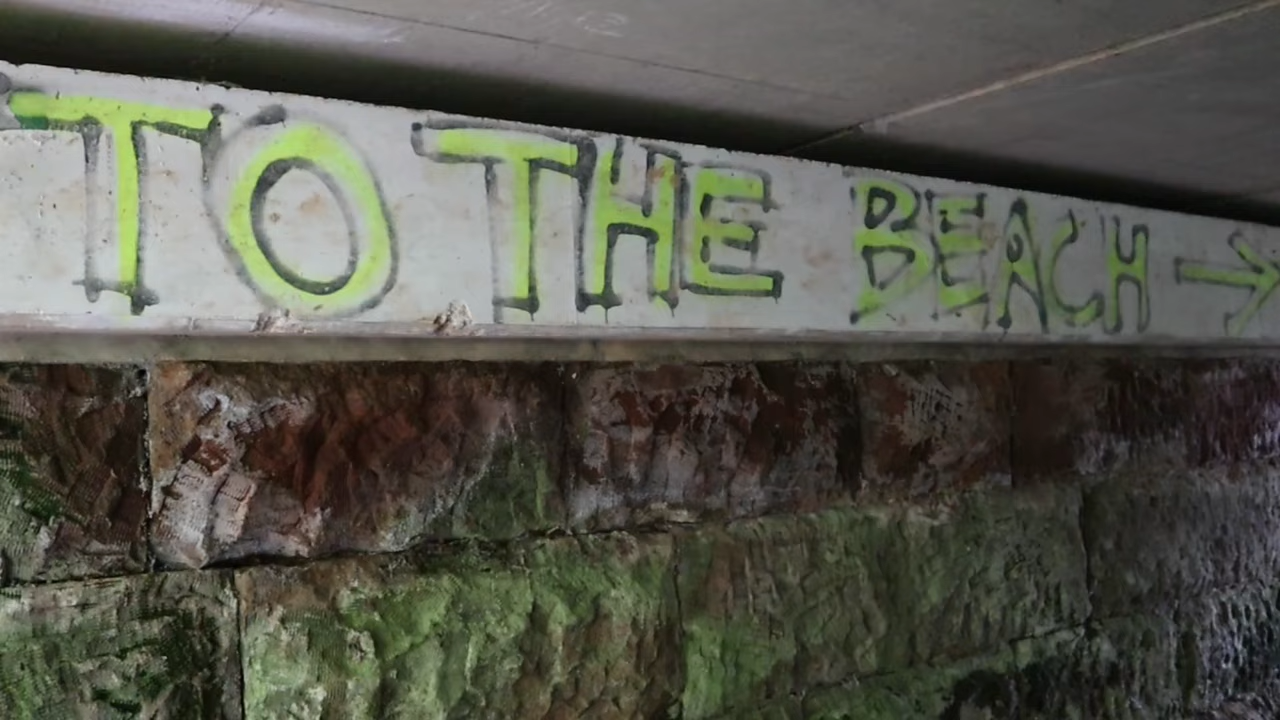 TO THE BEACH →